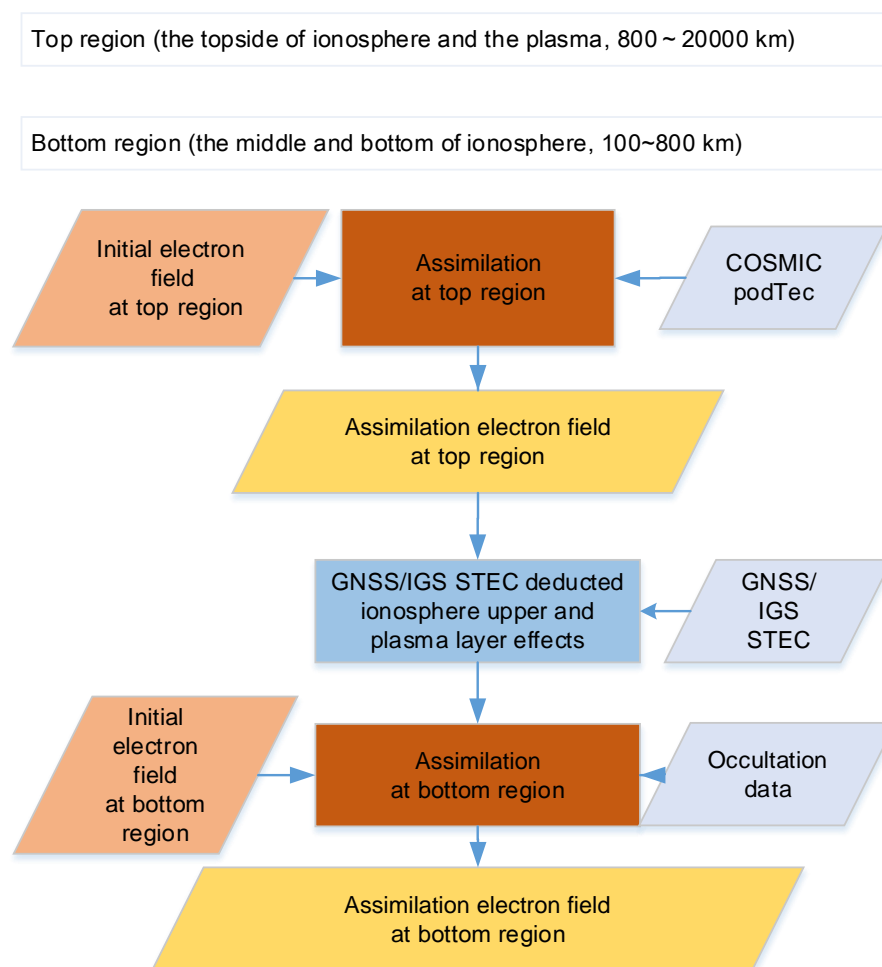 Top region (the topside of ionosphere and the plasma, 800 ~ 20000 km)
Bottom region (the middle and bottom of ionosphere, 100~800 km)
Initial electron
field
at top region
Assimilation
at top region
COSMIC
podTec
Assimilation electron field
at top region
GNSS/IGS STEC deducted
ionosphere upper and
plasma layer effects
GNSS/
IGS
STEC
Initial
electron
field
at bottom
region
Assimilation
at bottom region
Occultation
data
Assimilation electron field
at bottom region